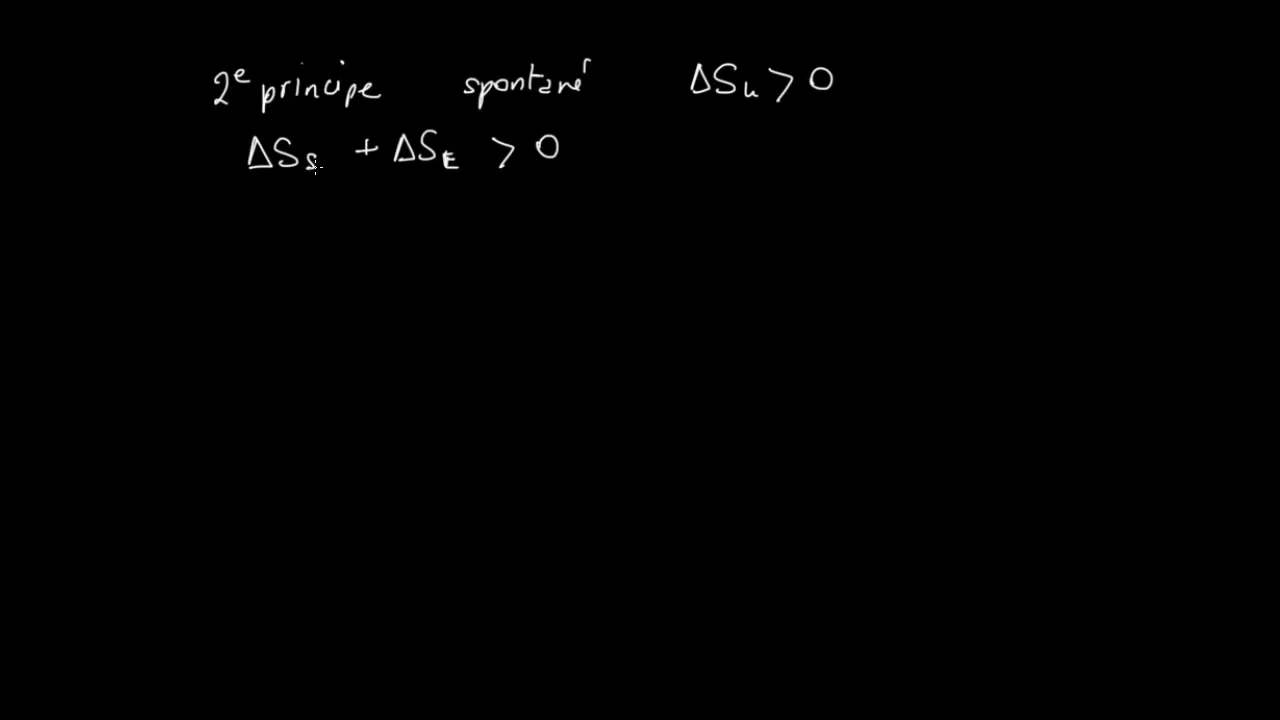 2e principe spontané ΔSu > 0
ΔSS + ΔSE > 0